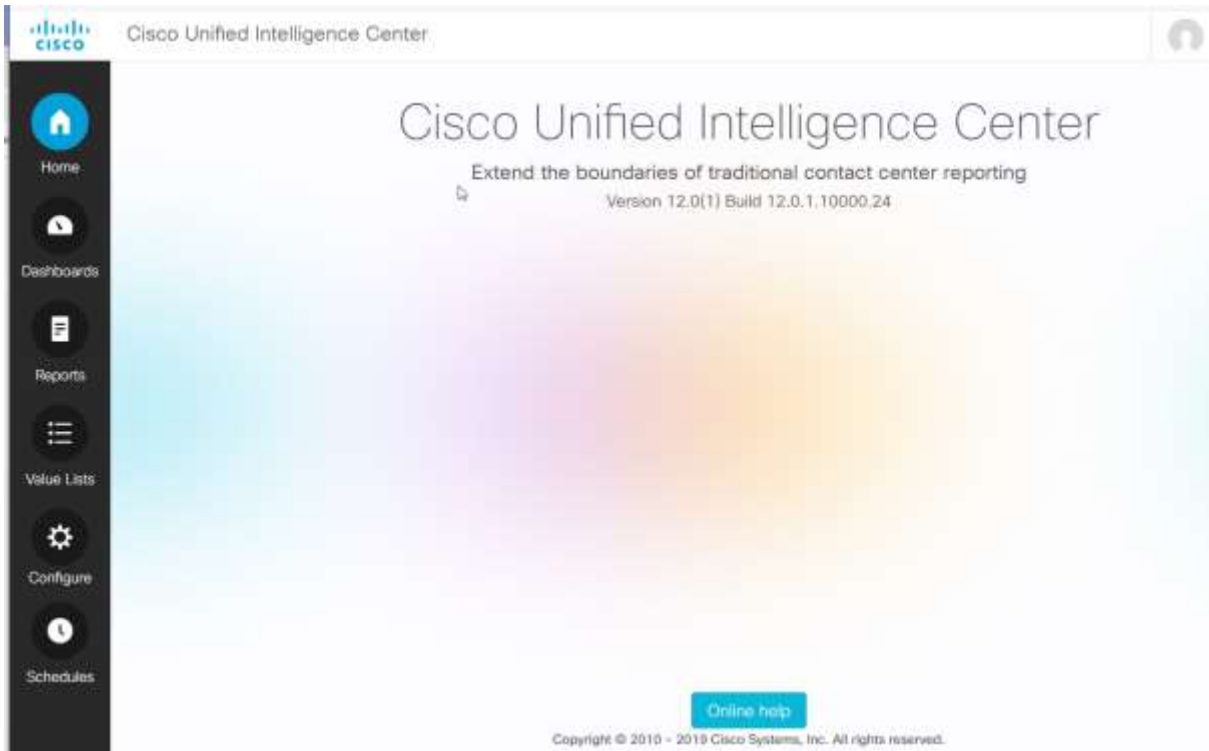 CISCO
Cisco Unified Intelligence Center
Cisco Unified Intelligence Center
Extend the boundaries of traditional contact center reporting
Version 12.0(1) Build 12.0.1.10000.24
Home
Dashboards
Reports
Value Lists
Configure
Schedules
Online help
Copyright © 2010 - 2019 Cisco Systems, Inc. All rights reserved.